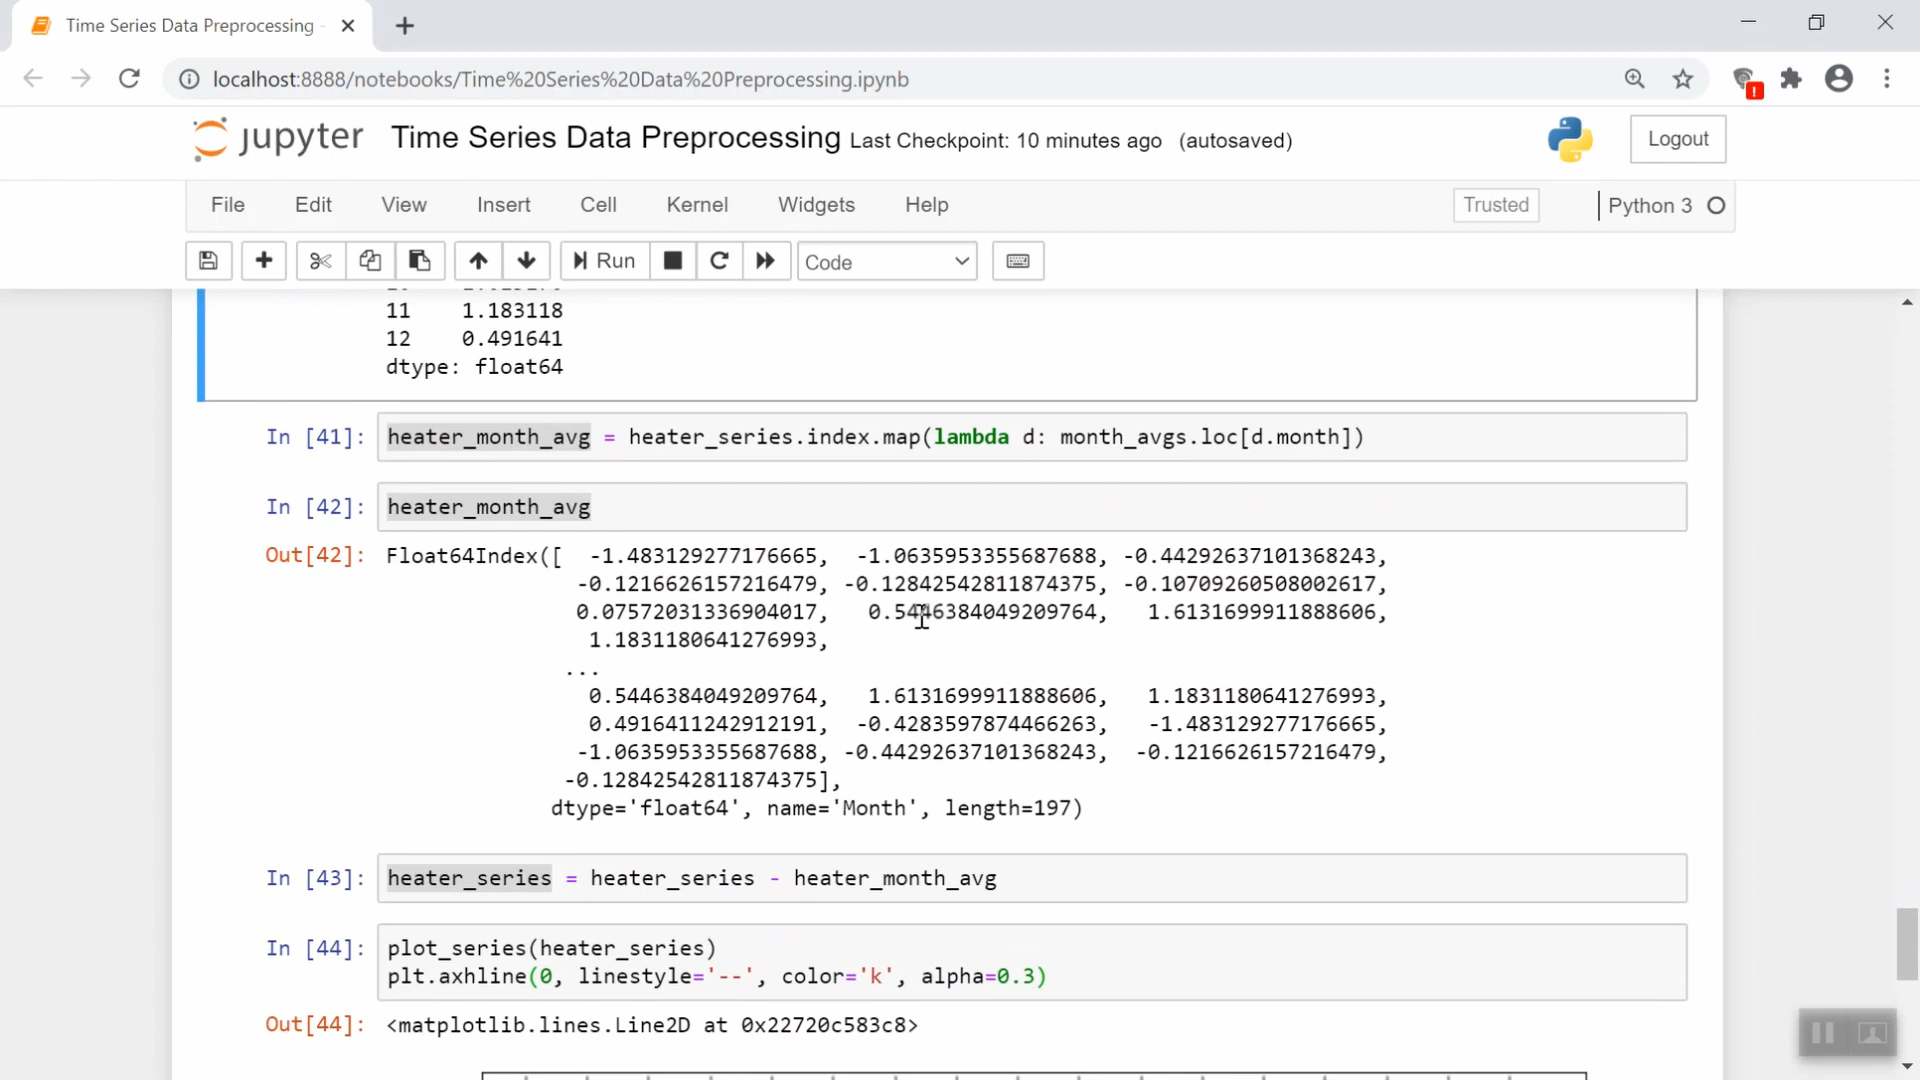 Time Series Data Preprocessing -
localhost:8888/notebooks/Time%20Series%20Data%20Preprocessing.ipynb
jupyter Time Series Data Preprocessing Last Checkpoint: 10 minutes ago (autosaved)
Logout
File Edit View Insert Cell Kernel Widgets Help Trusted Python 3
Run Code
11 1.183118
12 0.491641
dtype: float64
In [41]: heater_month_avg = heater_series.index.map(lambda d: month_avgs.loc[d.month])
In [42]: heater_month_avg
Out[42]: Float64Index([ -1.483129277176665, -1.0635953355687688, -0.44292637101368243,
-0.1216626157216479, -0.12842542811874375, -0.10709260508002617,
0.07572031336904017, 0.5446384049209764, 1.6131699911888606,
1.1831180641276993,
...
0.5446384049209764, 1.6131699911888606, 1.1831180641276993,
0.4916411242912191, -0.4283597874466263, -1.483129277176665,
-1.0635953355687688, -0.44292637101368243, -0.1216626157216479,
-0.12842542811874375],
dtype='float64', name='Month', length=197)
In [43]: heater_series = heater_series - heater_month_avg
In [44]: plot_series(heater_series)
plt.axhline(0, linestyle='--', color='k', alpha=0.3)
Out[44]: <matplotlib.lines.Line2D at 0x22720c583c8>